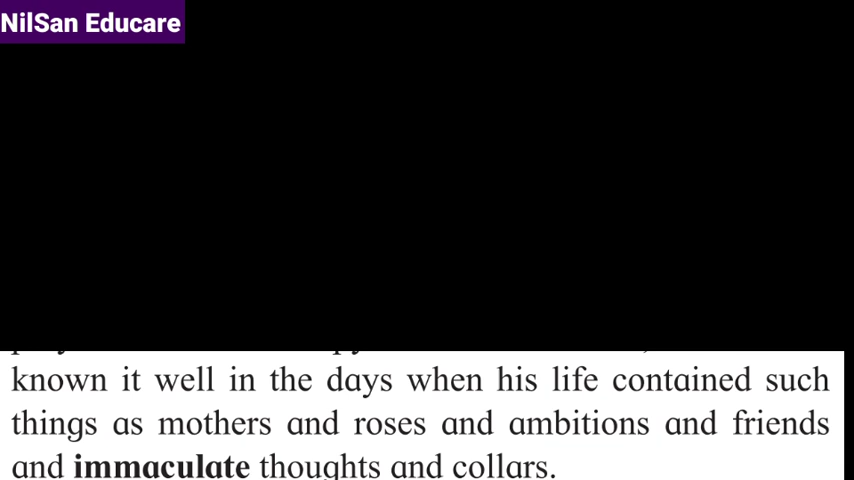 NilSan Educare
known it well in the days when his life contained such
things as mothers and roses and ambitions and friends
and immaculate thoughts and collars.